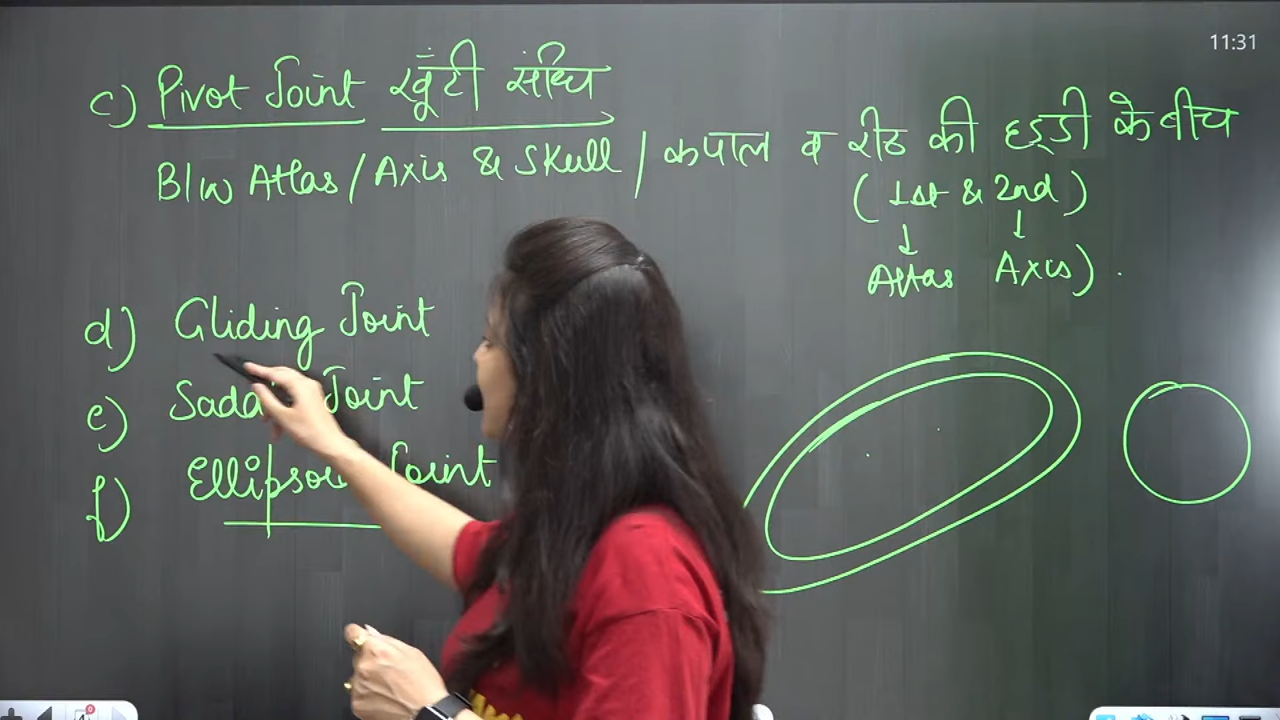 11:31
c) Pivot Joint खूँटी संधि
B/w Atlas / Axis & Skull / कपाल व रीढ की हड्डी के बीच
(1st & 2nd)
↓ ↓
Atlas Axis) .
d) Gliding Joint
e) Joint
f) Joint